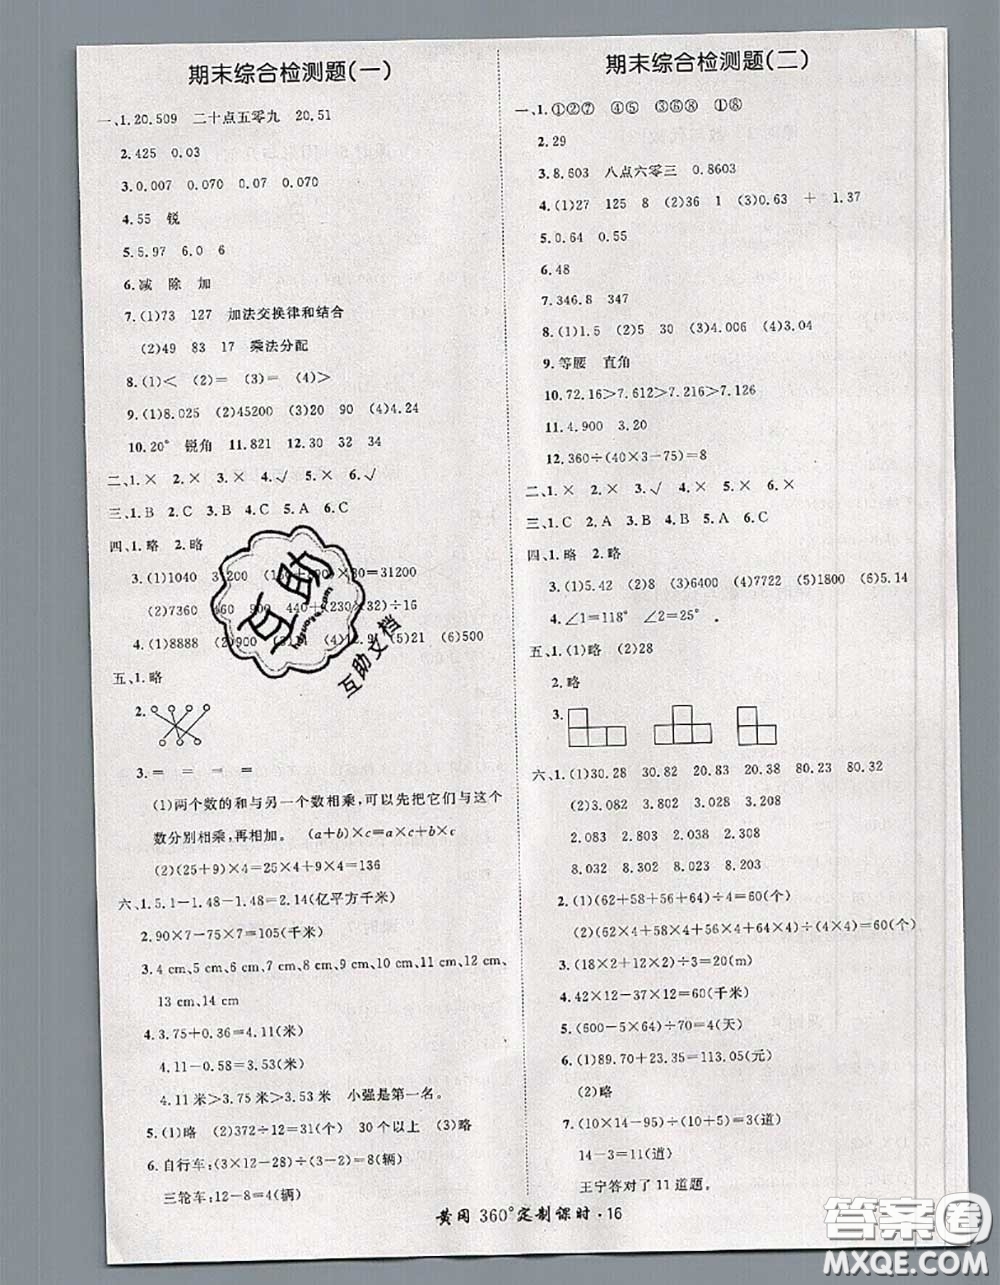 期末综合检测题(一)
一、1.20.509 二十点五零九 20.51
2.425 0.03
3.0.007 0.070 0.07 0.070
4.55 锐
5.5.97 6.0 6
6.减 除 加
7.(1)73 127 加法交换律和结合
(2)49 83 17 乘法分配
8.(1)< (2)= (3)= (4)>
9.(1)8.025 (2)45200 (3)20 90 (4)4.24
10.20° 锐角 11.821 12.30 32 34
二、1.× 2.× 3.× 4.√ 5.× 6.√
三、1.B 2.C 3.C 4.B 5.A 6.C
四、1.略 2.略
3.(1)1040 31200 ×30=31200
(2)7360 660 900 440+(230×32)÷16
4.(1)8888 (2)900 (5)21 (6)500
五、1.略
2.
3.= = = =
(1)两个数的和与另一个数相乘,可以先把它们与这个
数分别相乘,再相加。 (a+b)×c=a×c+b×c
(2)(25+9)×4=25×4+9×4=136
六、1.5.1-1.48-1.48=2.14(亿平方千米)
2.90×7-75×7=105(千米)
3.4 cm,5 cm,6 cm,7 cm,8 cm,9 cm,10 cm,11 cm,12 cm,
13 cm,14 cm
4.3.75+0.36=4.11(米)
4.11-0.58=3.53(米)
4.11米>3.75米>3.53米 小强是第一名。
5.(1)略 (2)372÷12=31(个) 30个以上 (3)略
6.自行车:(3×12-28)÷(3-2)=8(辆)
三轮车:12-8=4(辆)
期末综合检测题(二)
一、1.①②⑦ ④⑤ ③⑥⑧ ①⑧
2.29
3.8.603 八点六零三 0.8603
4.(1)27 125 8 (2)36 1 (3)0.63 + 1.37
5.0.64 0.55
6.48
7.346.8 347
8.(1)1.5 (2)5 30 (3)4.006 (4)3.04
9.等腰 直角
10.72.16>7.612>7.216>7.126
11.4.900 3.20
12.360÷(40×3-75)=8
二、1.× 2.× 3.√ 4.× 5.× 6.×
三、1.C 2.A 3.C 4.B 5.B 6.C
四、1.略 2.略
3.(1)5.42 (2)8 (3)6400 (4)7722 (5)1800 (6)5.14
4.∠1=118° ∠2=25°
五、1.(1)略 (2)28
2.略
3.
六、1.(1)30.28 30.82 20.83 20.38 80.23 80.32
(2)3.082 3.802 3.028 3.208
2.083 2.803 2.038 2.308
8.032 8.302 8.023 8.203
2.(1)(62+58+56+64)÷4=60(个)
(2)(62×4+58×4+56×4+64×4)÷(4×4)=60(个)
3.(18×2+12×2)÷3=20(m)
4.42×12-37×12=60(千米)
5.(600-5×64)÷70=4(天)
6.(1)89.70+23.35=113.05(元)
(2)略
7.(10×14-95)÷(10+5)=3(道)
14-3=11(道)
王宁答对了11道题。
黄冈 360°定制课时·16
互助
互助文档
答案圈
MXQE.COM